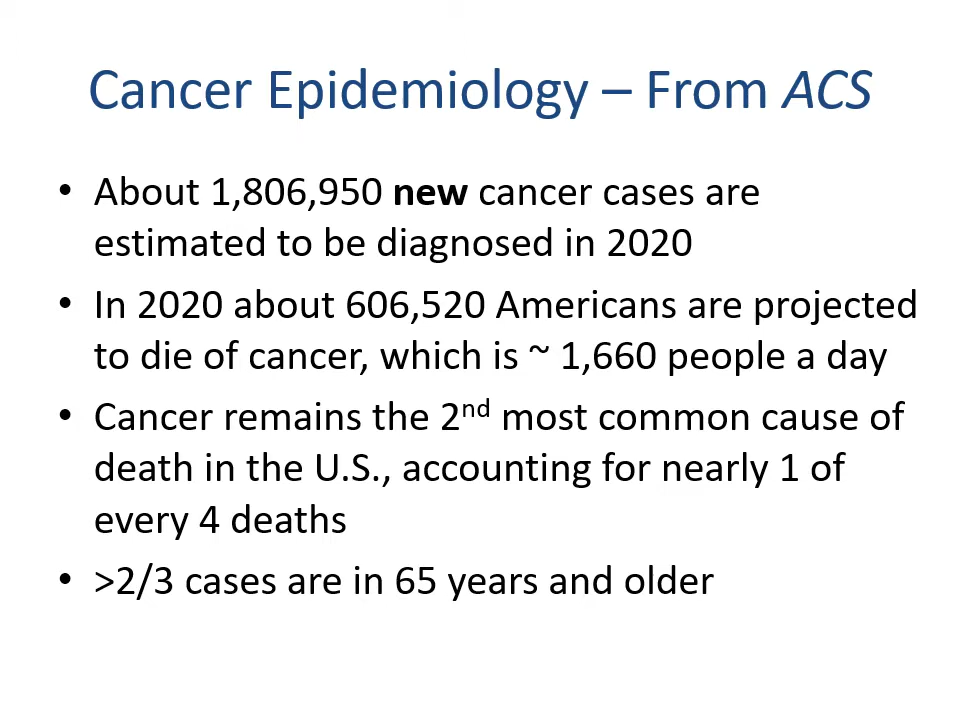 Cancer Epidemiology – From ACS
• About 1,806,950 new cancer cases are
estimated to be diagnosed in 2020
• In 2020 about 606,520 Americans are projected
to die of cancer, which is ~ 1,660 people a day
• Cancer remains the 2nd most common cause of
death in the U.S., accounting for nearly 1 of
every 4 deaths
• >2/3 cases are in 65 years and older